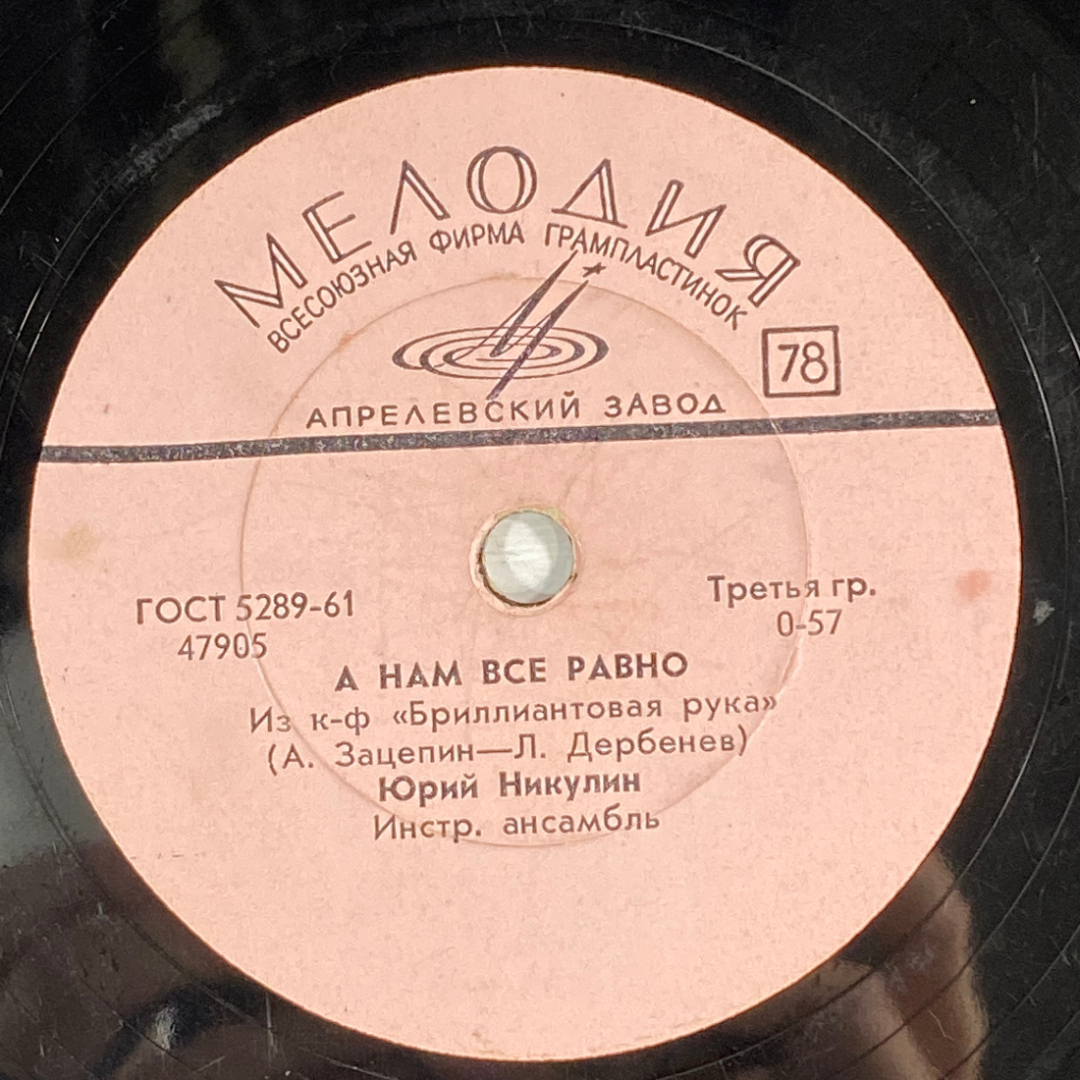 МЕЛОДИЯ
ВСЕСОЮЗНАЯ ФИРМА ГРАМПЛАСТИНОК
78
АПРЕЛЕВСКИЙ ЗАВОД
ГОСТ 5289-61
47905
Третья гр.
0-57
А НАМ ВСЕ РАВНО
Из к-ф «Бриллиантовая рука»
(А. Зацепин—Л. Дербенев)
Юрий Никулин
Инстр. ансамбль